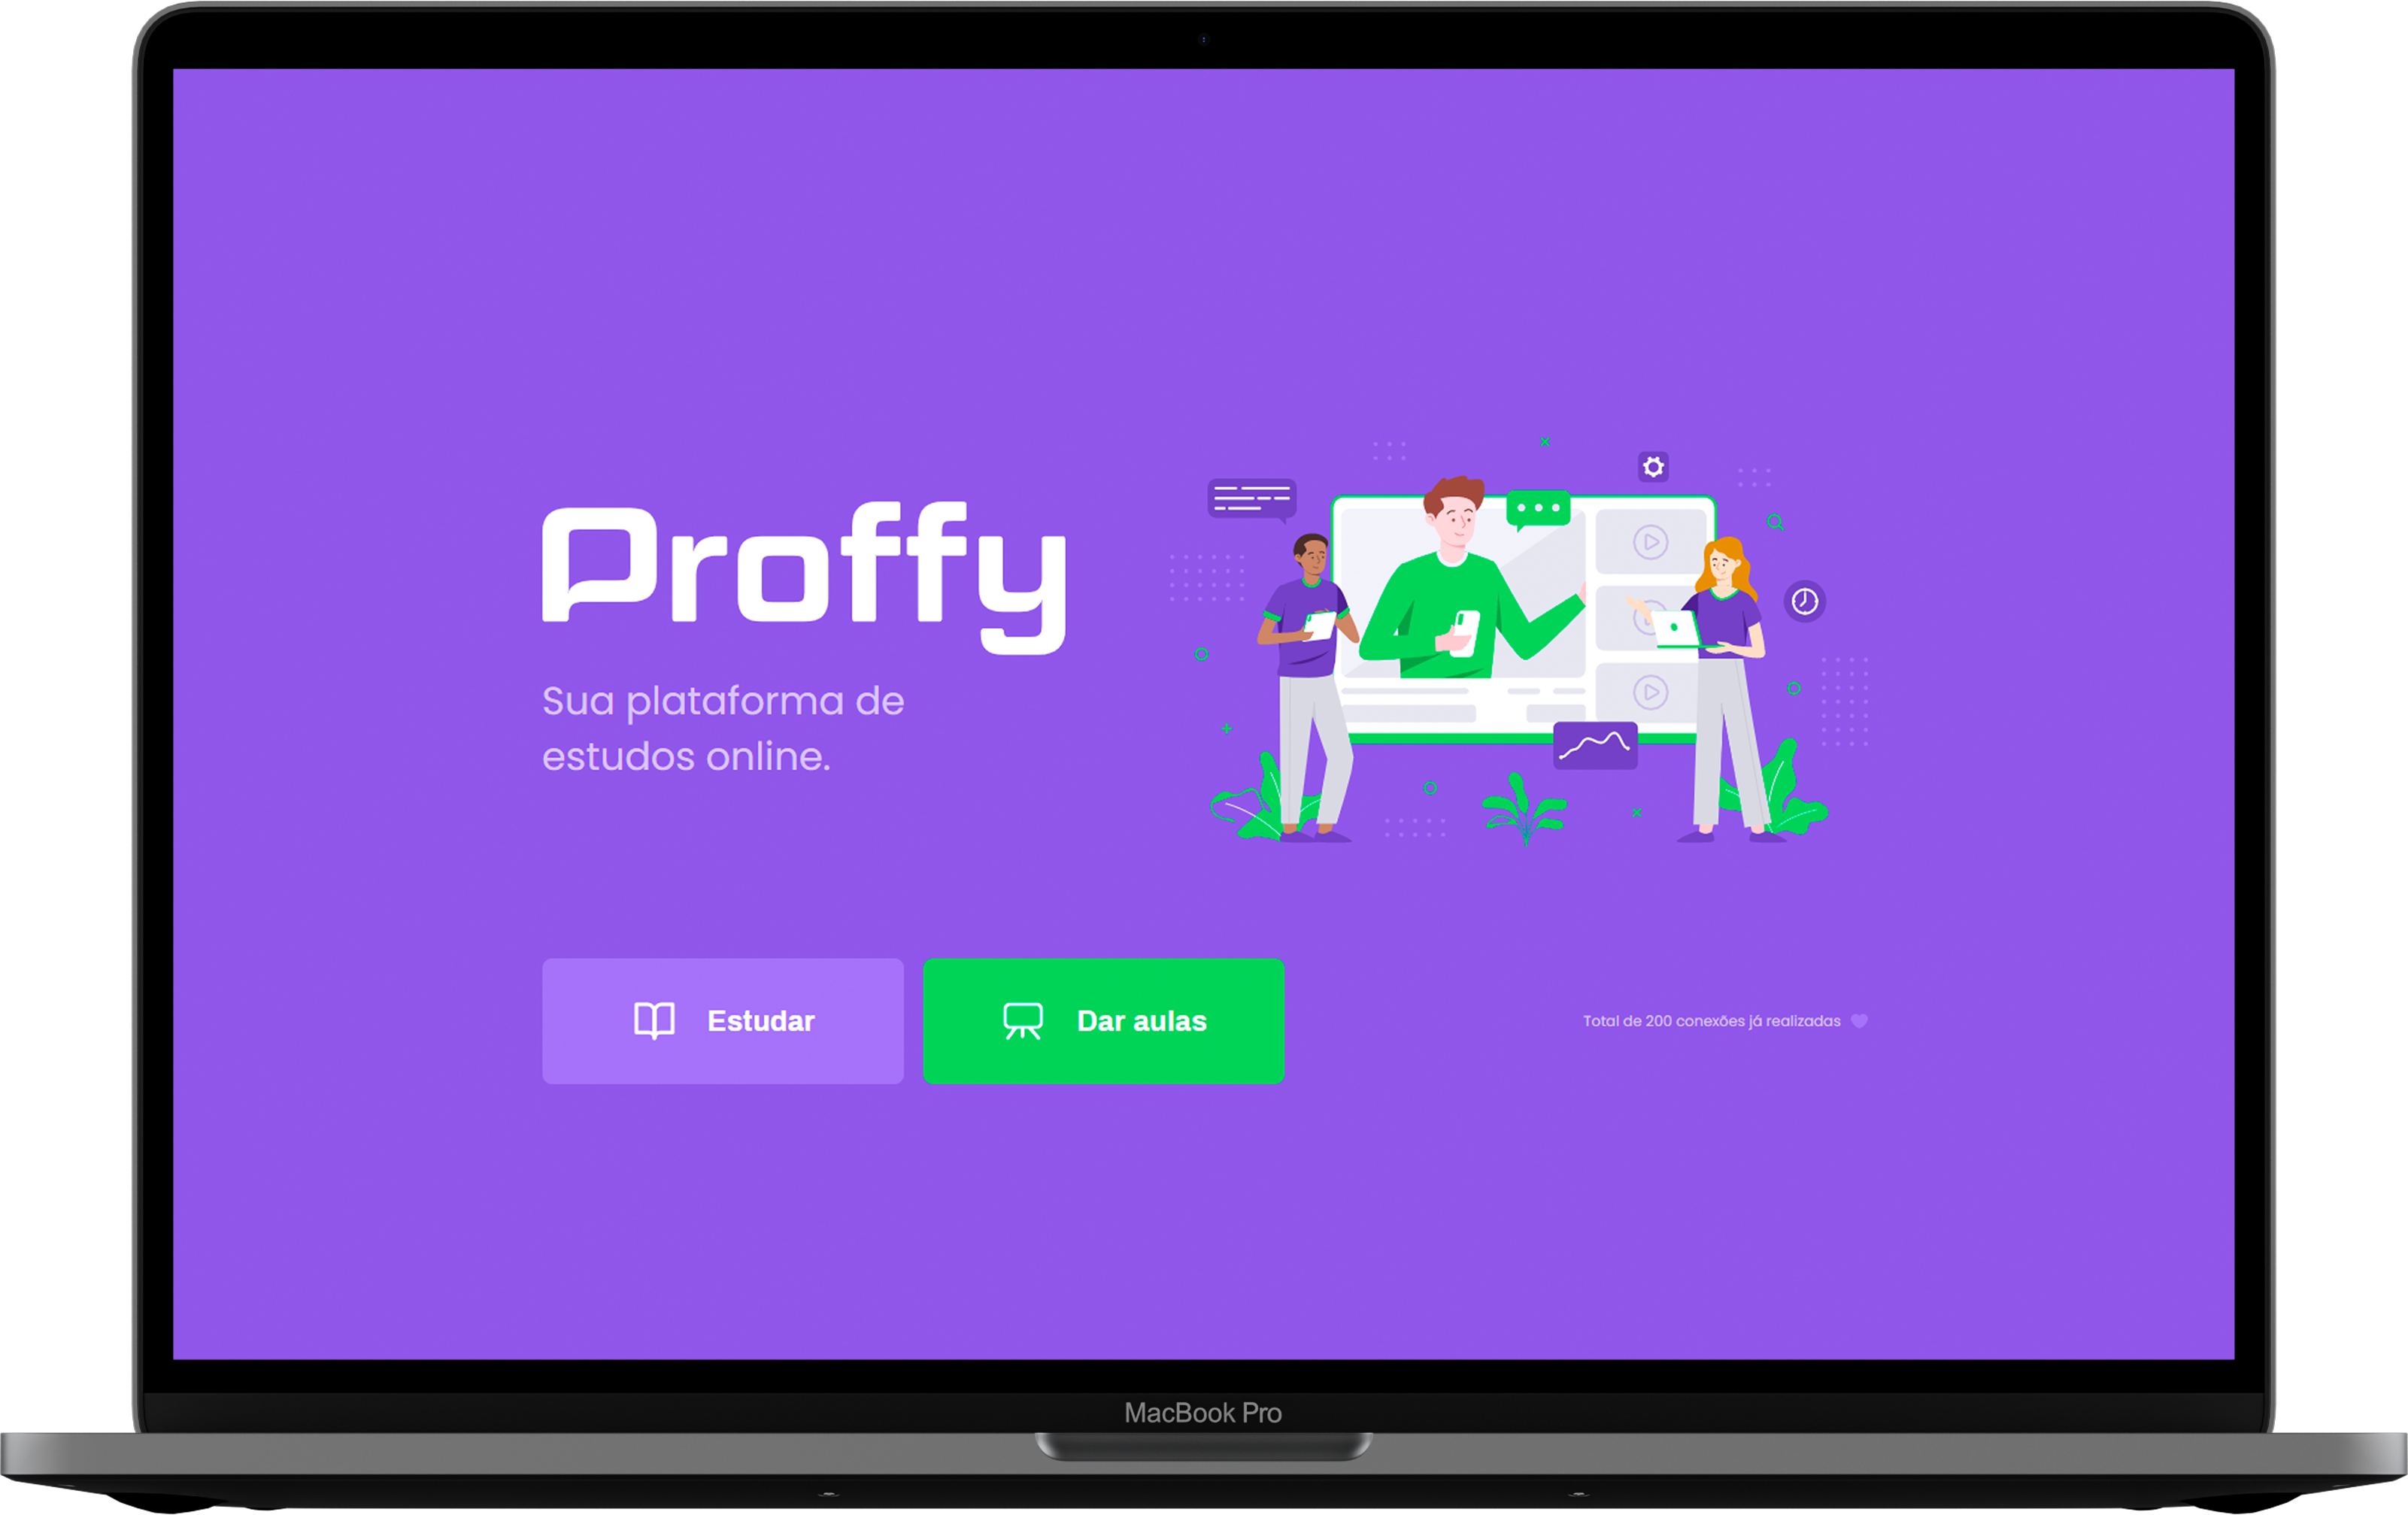 Proffy
Sua plataforma de
estudos online.
Estudar
Dar aulas
Total de 200 conexões já realizadas
MacBook Pro